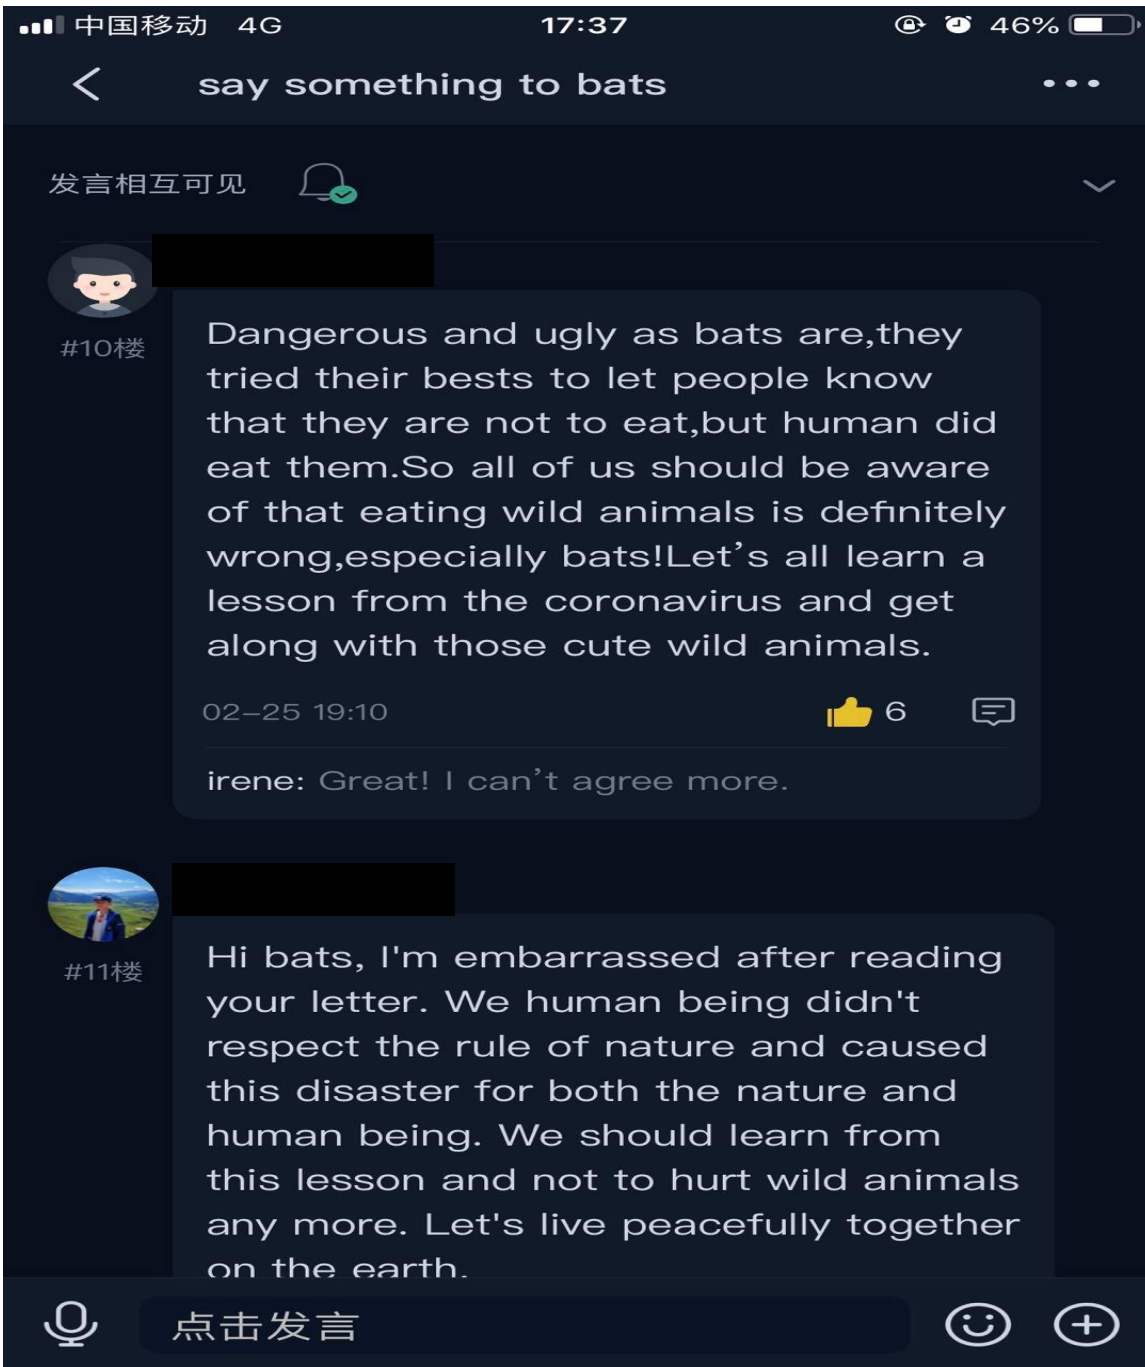 中国移动 4G 17:37 46%
say something to bats
发言相互可见
#10楼
Dangerous and ugly as bats are,they
tried their bests to let people know
that they are not to eat,but human did
eat them.So all of us should be aware
of that eating wild animals is definitely
wrong,especially bats!Let's all learn a
lesson from the coronavirus and get
along with those cute wild animals.
02-25 19:10 6
irene: Great! I can't agree more.
#11楼
Hi bats, I'm embarrassed after reading
your letter. We human being didn't
respect the rule of nature and caused
this disaster for both the nature and
human being. We should learn from
this lesson and not to hurt wild animals
any more. Let's live peacefully together
on the earth.
点击发言